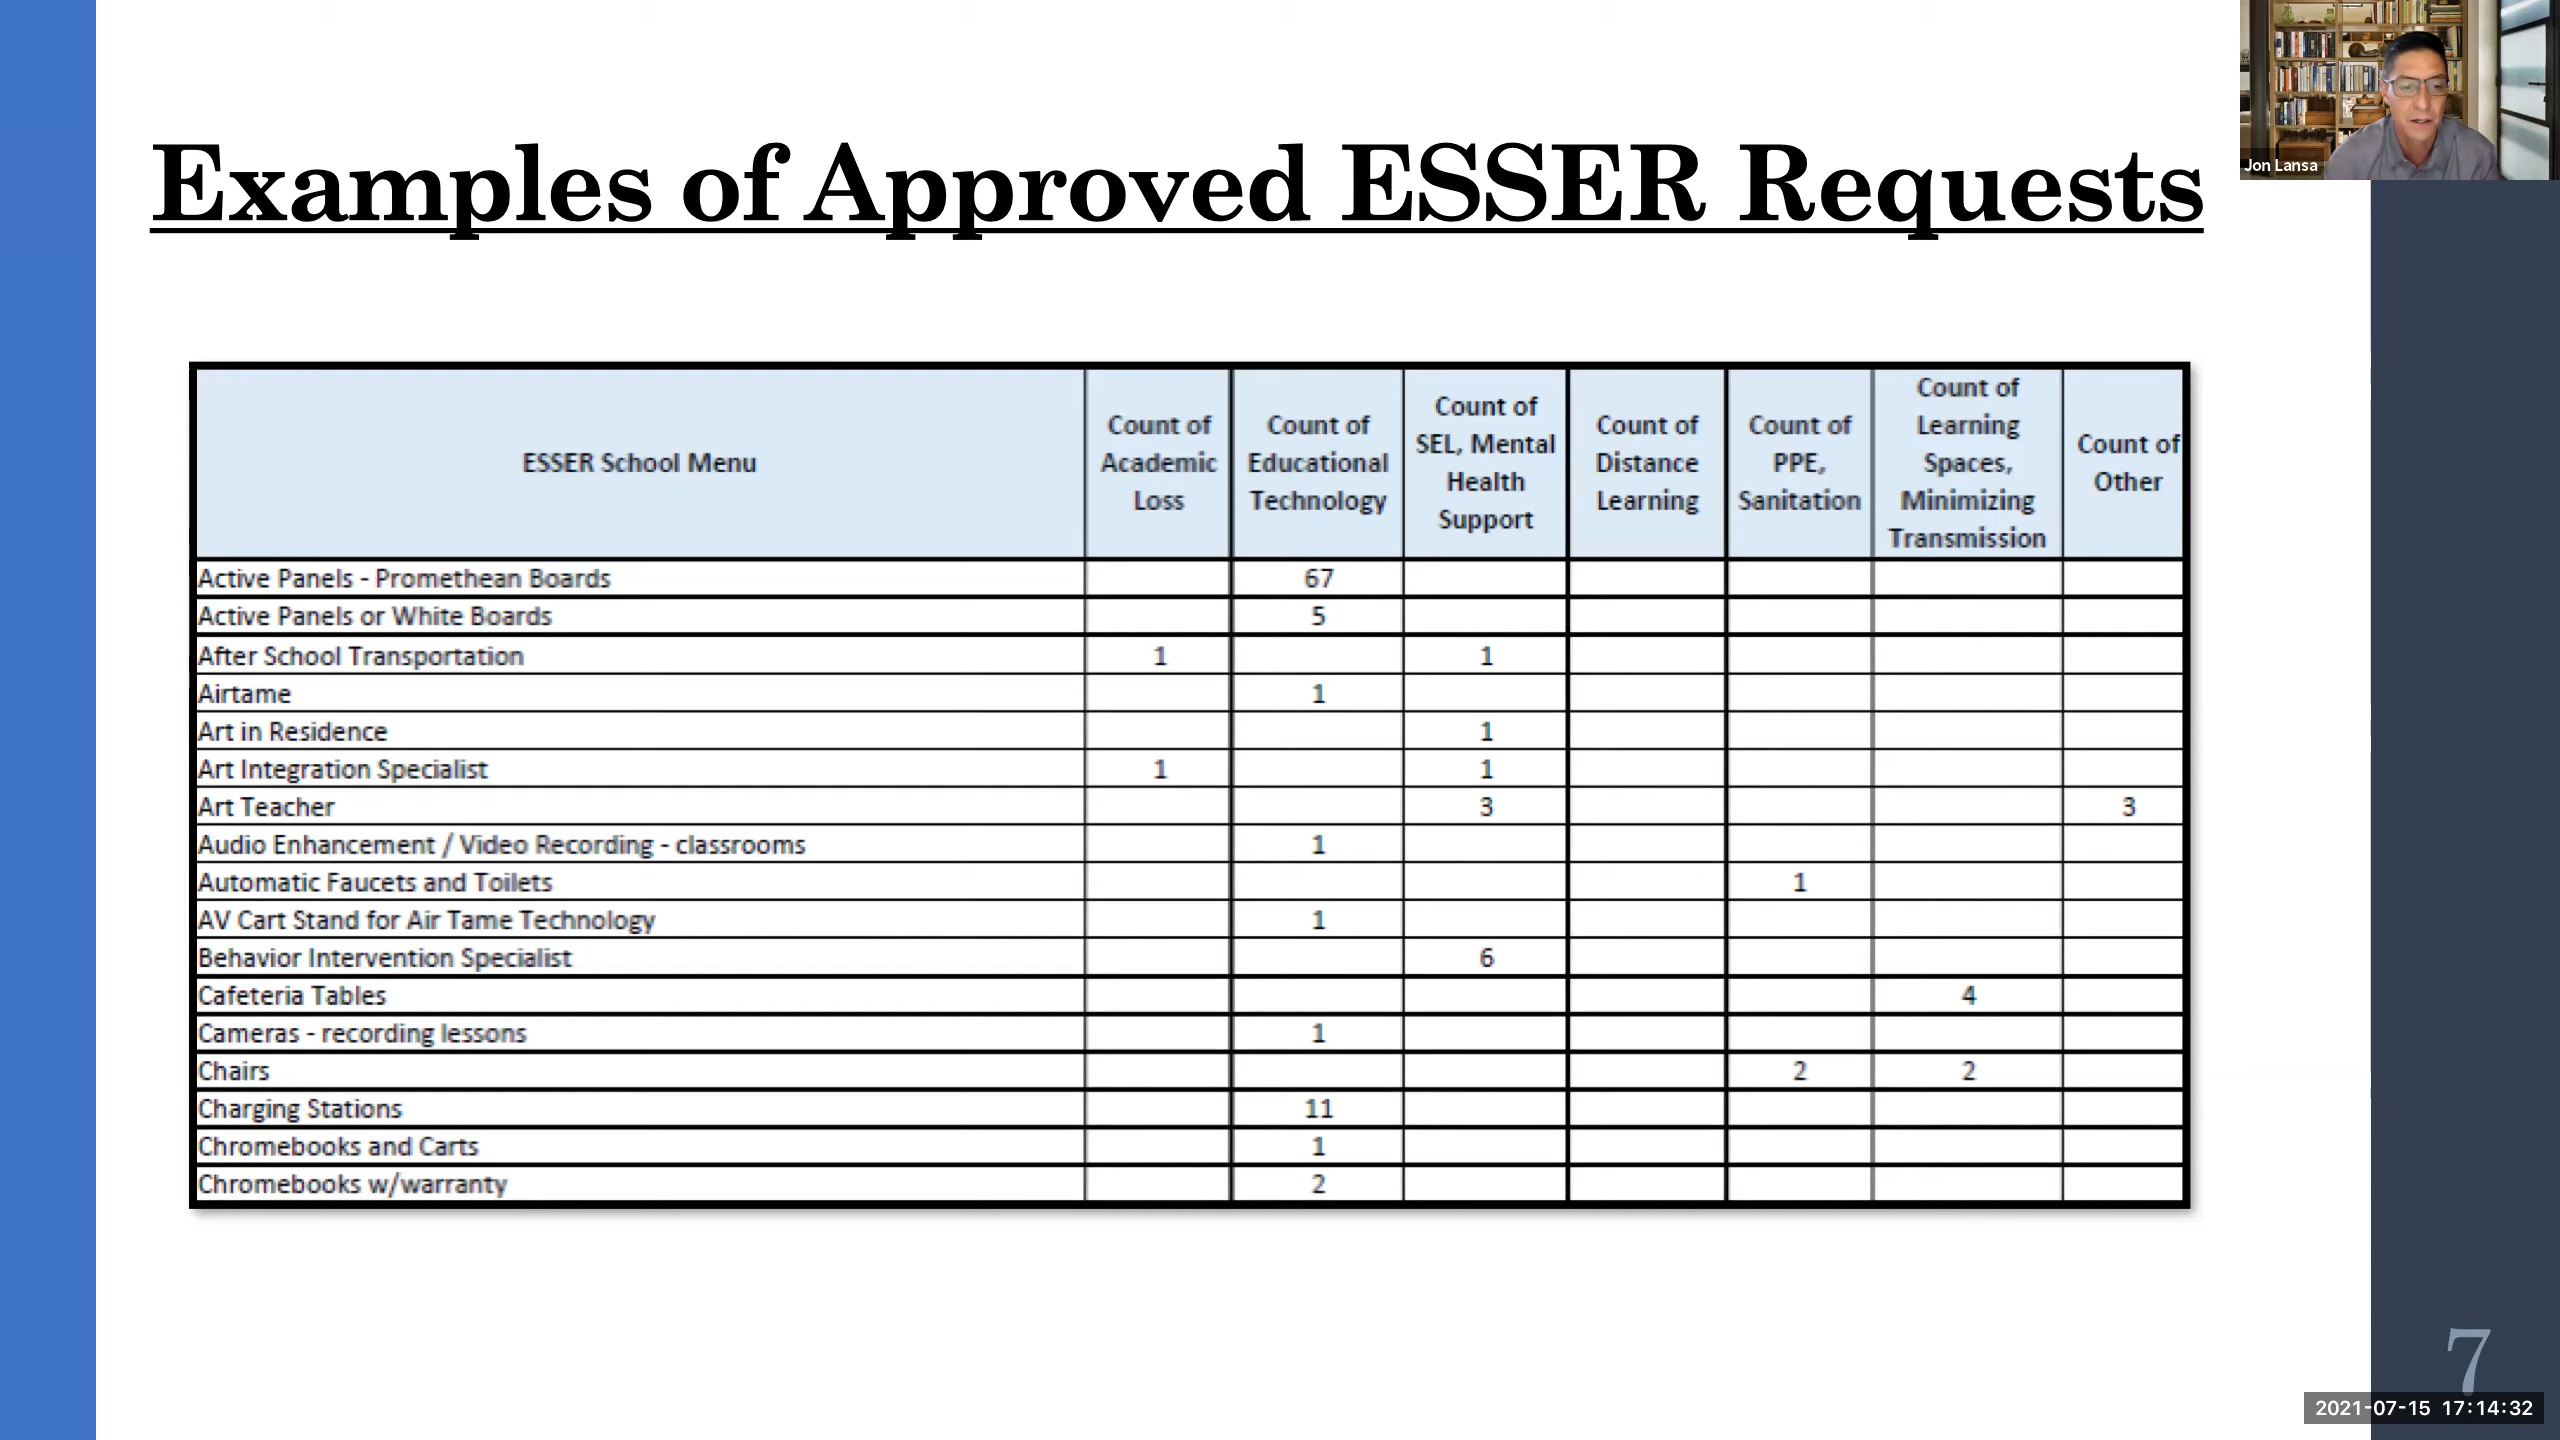 Examples of Approved ESSER Requests
Jon Lansa
ESSER School Menu
Count of
Academic
Loss
Count of
Educational
Technology
Count of
SEL, Mental
Health
Support
Count of
Distance
Learning
Count of
PPE,
Sanitation
Count of
Learning
Spaces,
Minimizing
Transmission
Count of
Other
Active Panels - Promethean Boards 67
Active Panels or White Boards 5
After School Transportation 1 1
Airtame 1
Art in Residence 1
Art Integration Specialist 1 1
Art Teacher 3 3
Audio Enhancement / Video Recording - classrooms 1
Automatic Faucets and Toilets 1
AV Cart Stand for Air Tame Technology 1
Behavior Intervention Specialist 6
Cafeteria Tables 4
Cameras - recording lessons 1
Chairs 2 2
Charging Stations 11
Chromebooks and Carts 1
Chromebooks w/warranty 2
7
2021-07-15 17:14:32